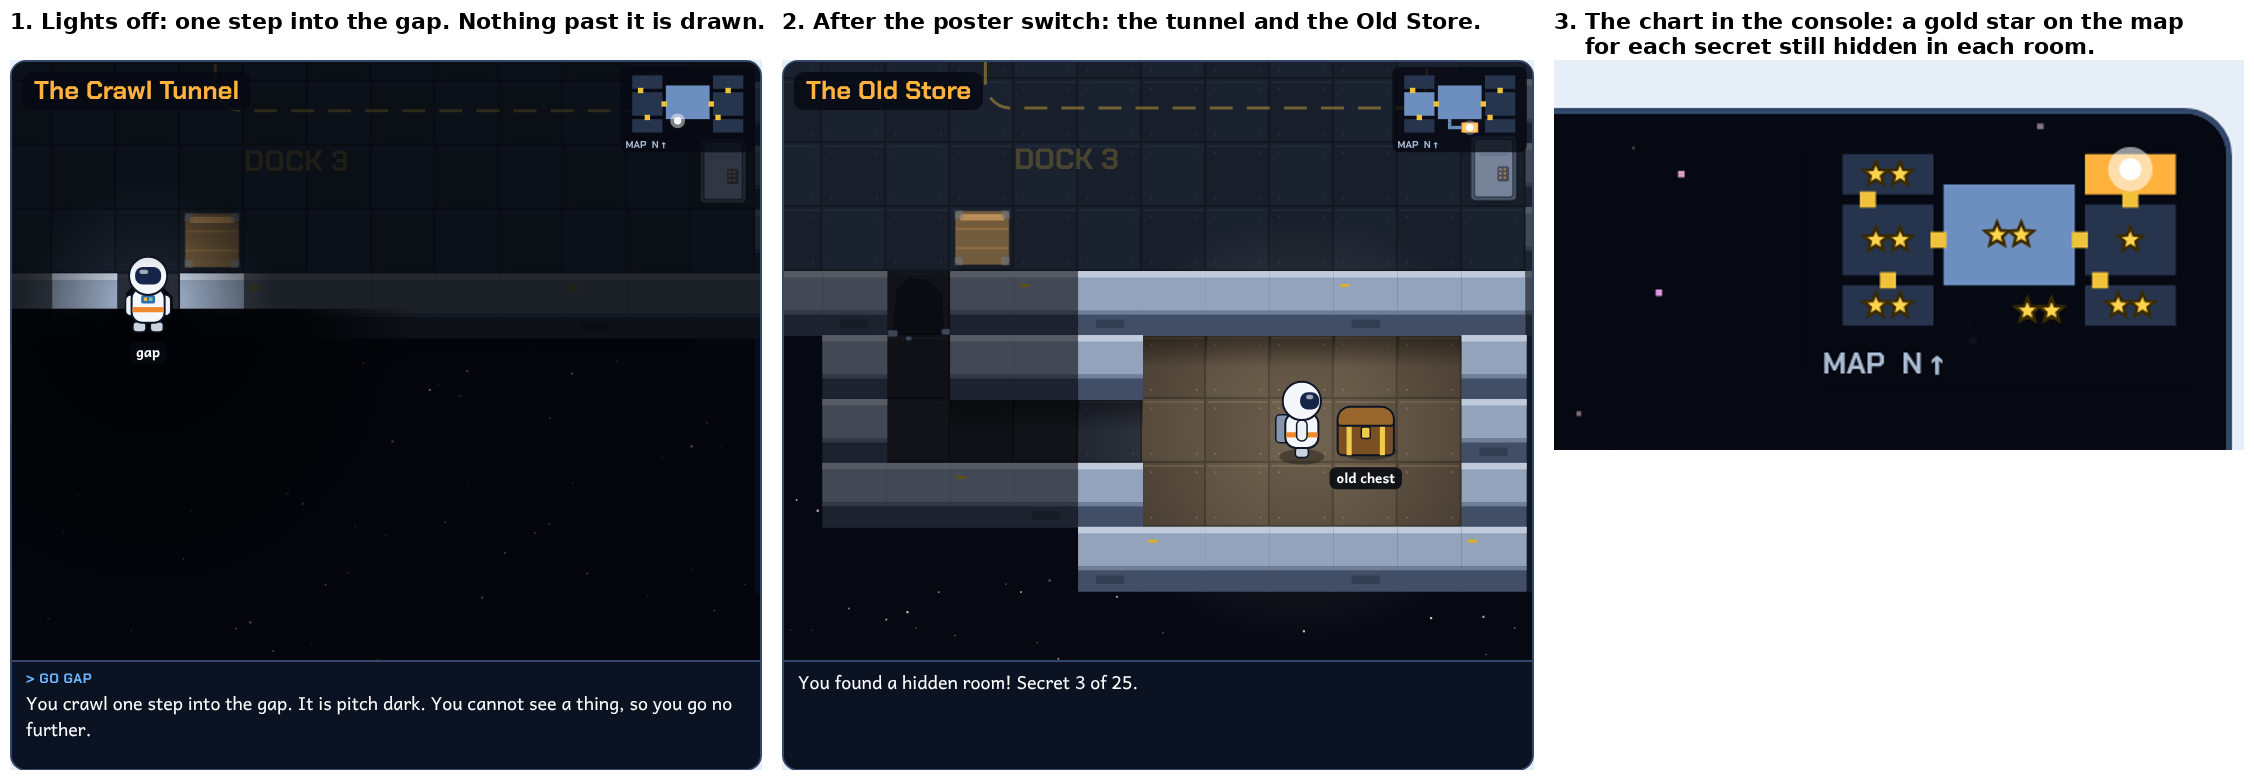 1. Lights off: one step into the gap. Nothing past it is drawn.
The Crawl Tunnel
MAP N↑
DOCK 3
gap
> GO GAP
You crawl one step into the gap. It is pitch dark. You cannot see a thing, so you go no
further.
2. After the poster switch: the tunnel and the Old Store.
The Old Store
MAP N↑
DOCK 3
old chest
You found a hidden room! Secret 3 of 25.
3. The chart in the console: a gold star on the map
for each secret still hidden in each room.
MAP N↑